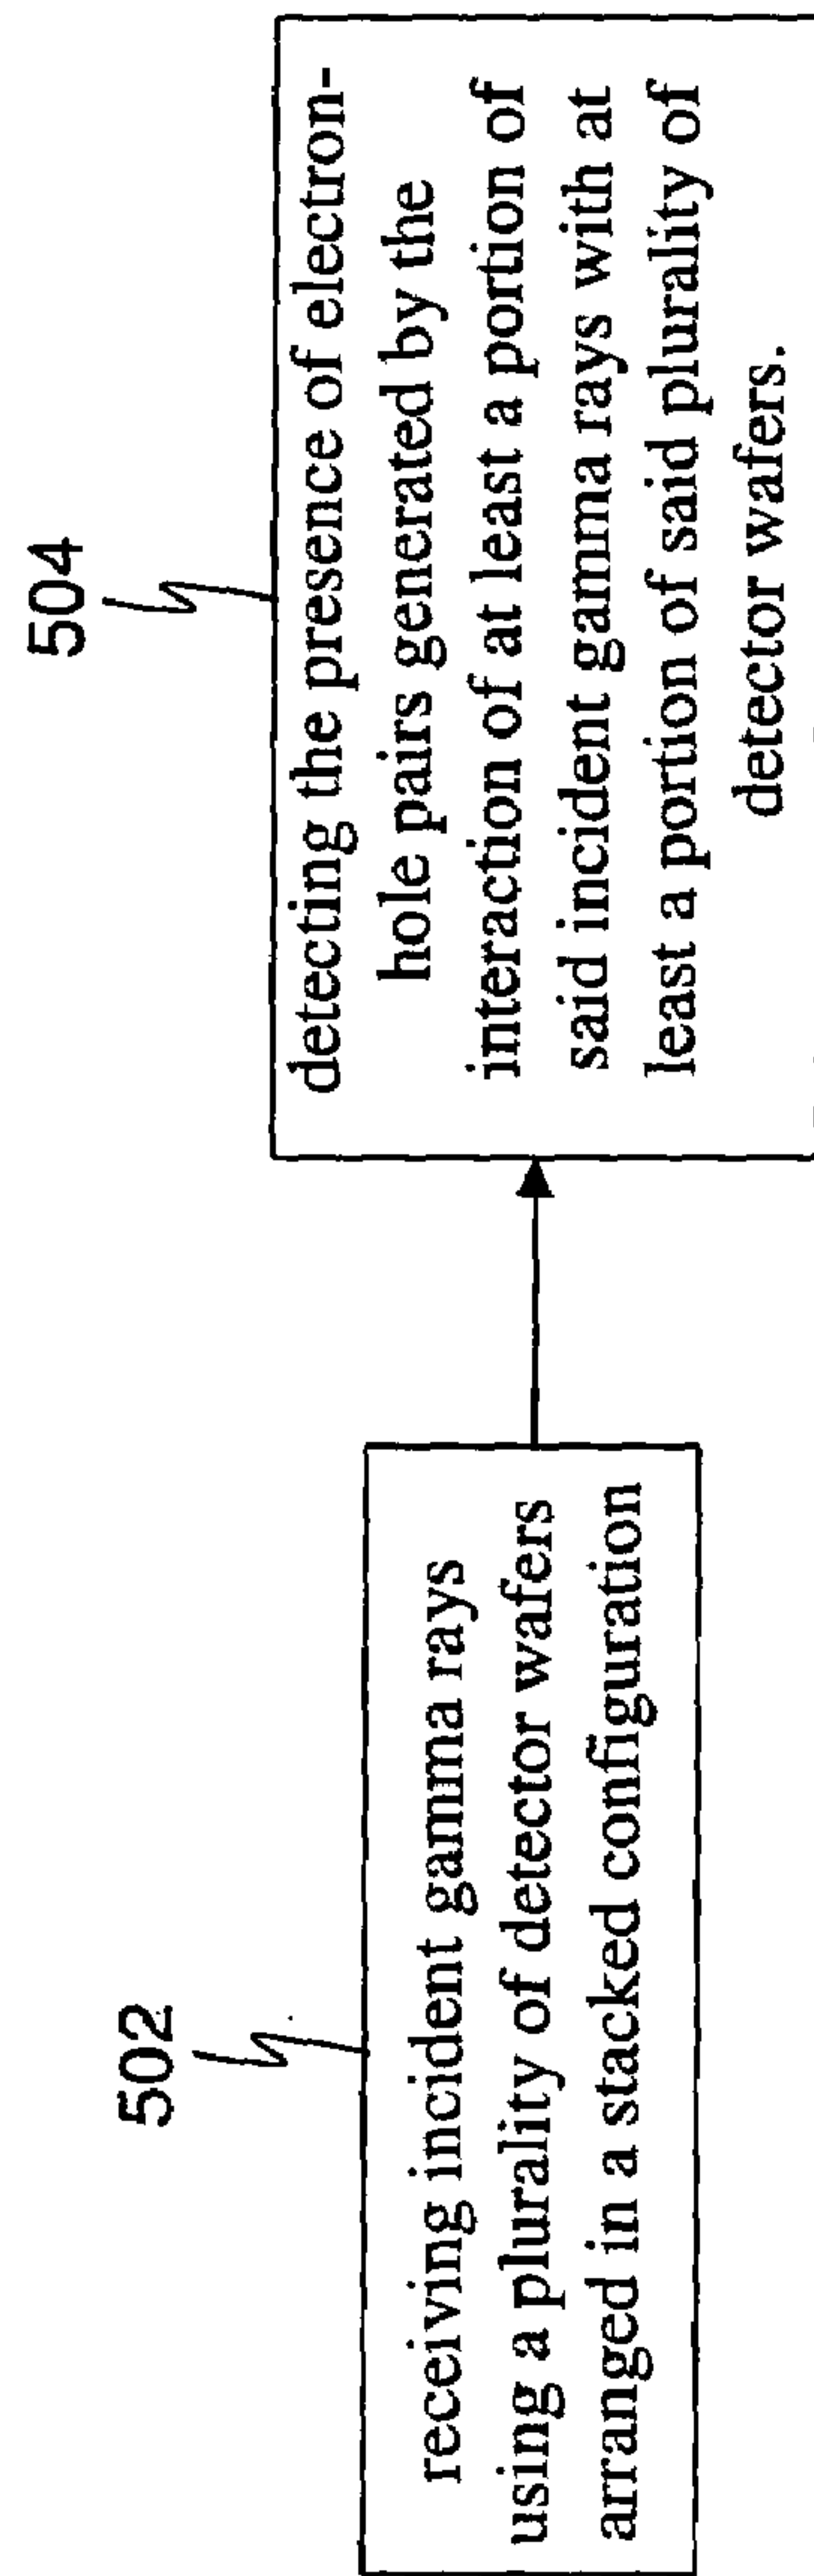 502
receiving incident gamma rays
using a plurality of detector wafers
arranged in a stacked configuration
504
detecting the presence of electron-
hole pairs generated by the
interaction of at least a portion of
said incident gamma rays with at
least a portion of said plurality of
detector wafers.